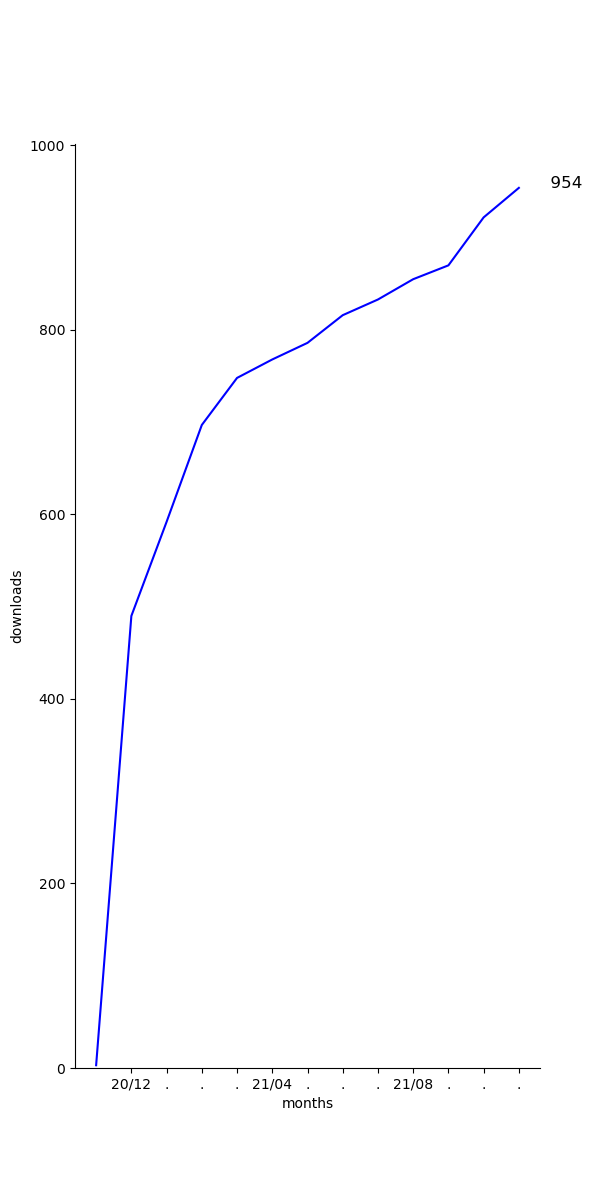 1000
954
800
600
downloads
400
200
0
20/12 . . . 21/04 . . . 21/08 . . .
months